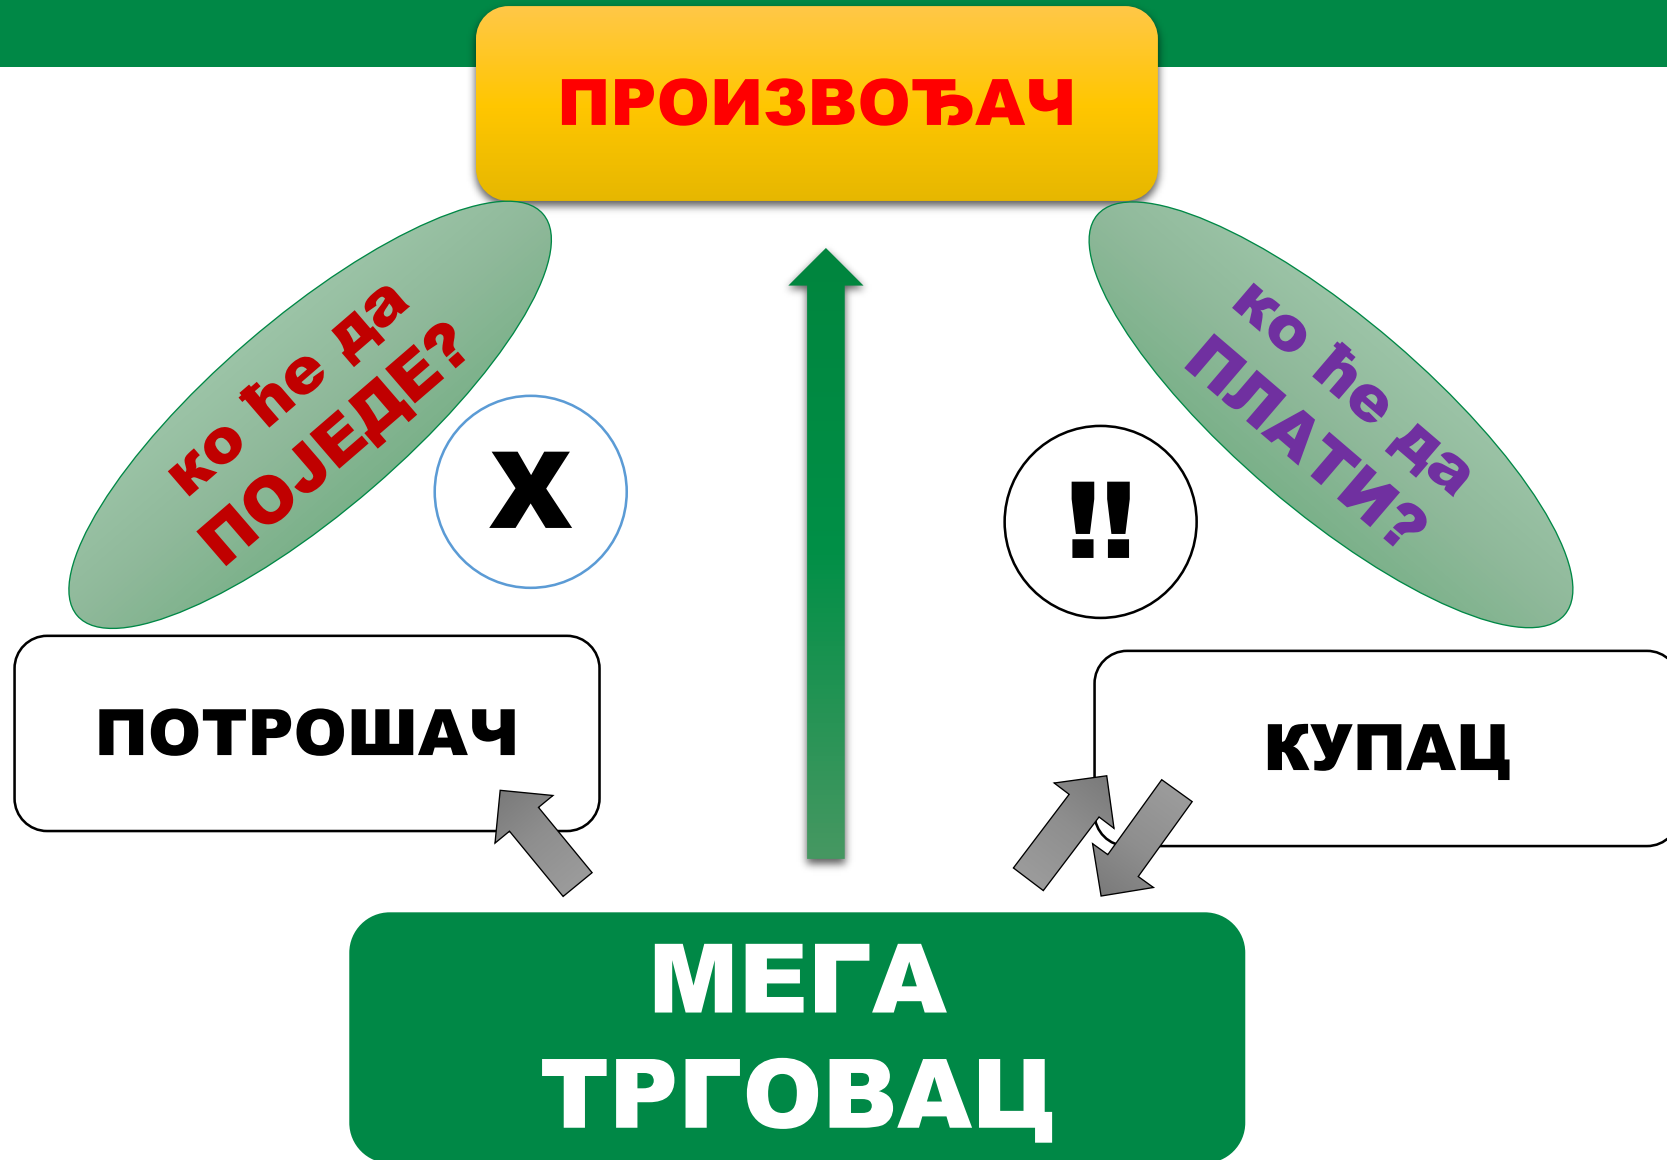 ПРОИЗВОЂАЧ
ко ће да
ПОЈЕДЕ?
ко ће да
ПЛАТИ?
X
!!
ПОТРОШАЧ
КУПАЦ
МЕГА
ТРГОВАЦ